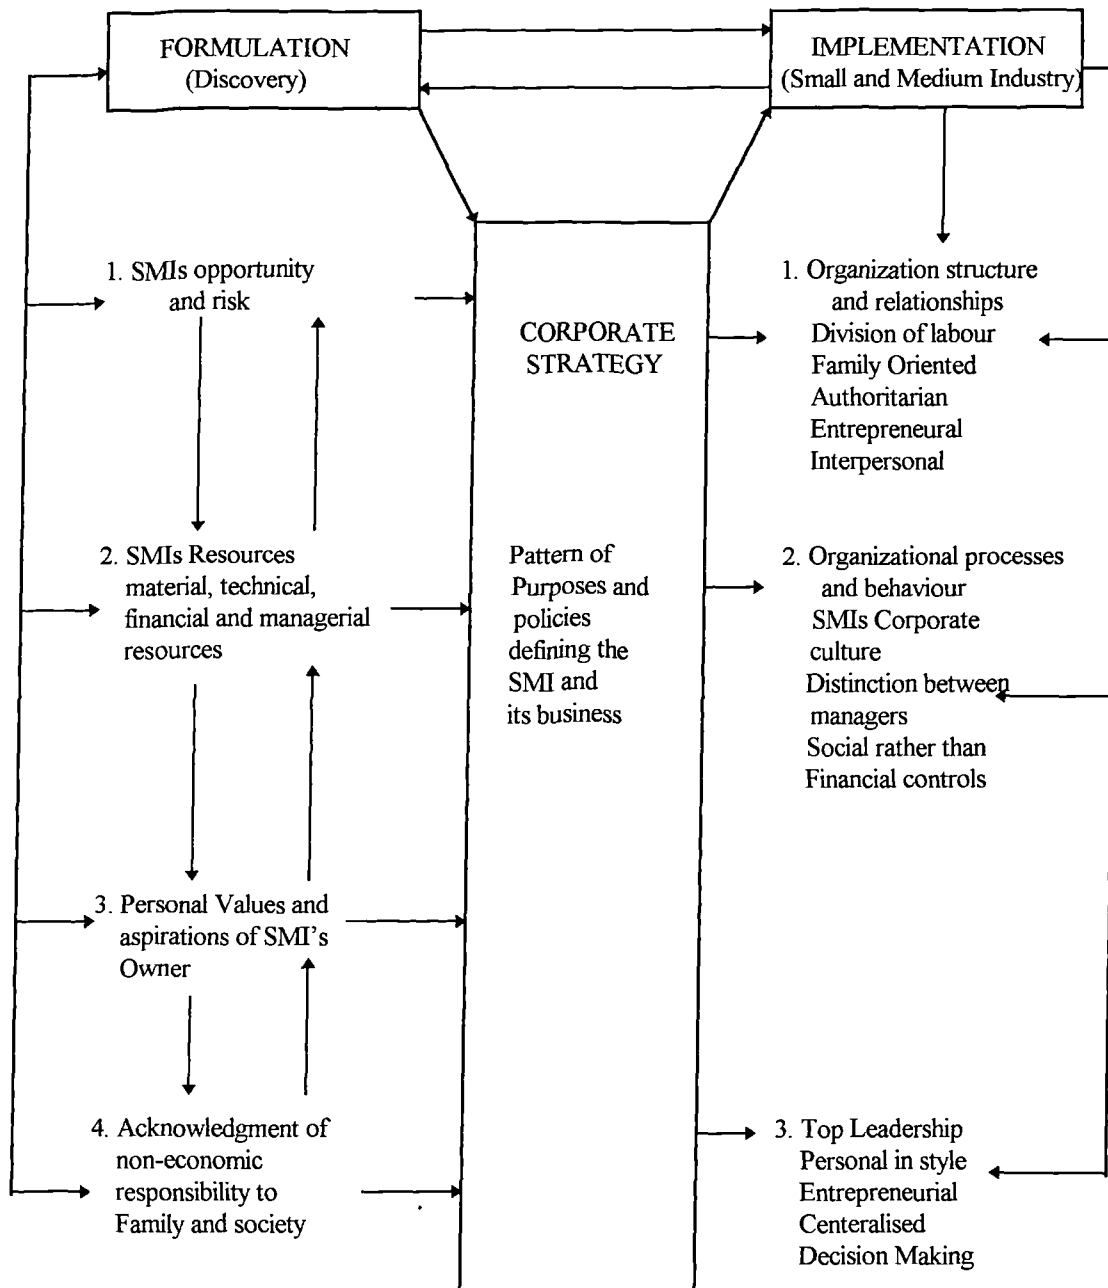 FORMULATION
(Discovery)
IMPLEMENTATION
(Small and Medium Industry)
1. SMIs opportunity
and risk
2. SMIs Resources
material, technical,
financial and managerial
resources
3. Personal Values and
aspirations of SMI's
Owner
4. Acknowledgment of
non-economic
responsibility to
Family and society
CORPORATE
STRATEGY
Pattern of
Purposes and
policies
defining the
SMI and
its business
1. Organization structure
and relationships
Division of labour
Family Oriented
Authoritarian
Entrepreneural
Interpersonal
2. Organizational processes
and behaviour
SMIs Corporate
culture
Distinction between
managers
Social rather than
Financial controls
3. Top Leadership
Personal in style
Entrepreneurial
Centralised
Decision Making